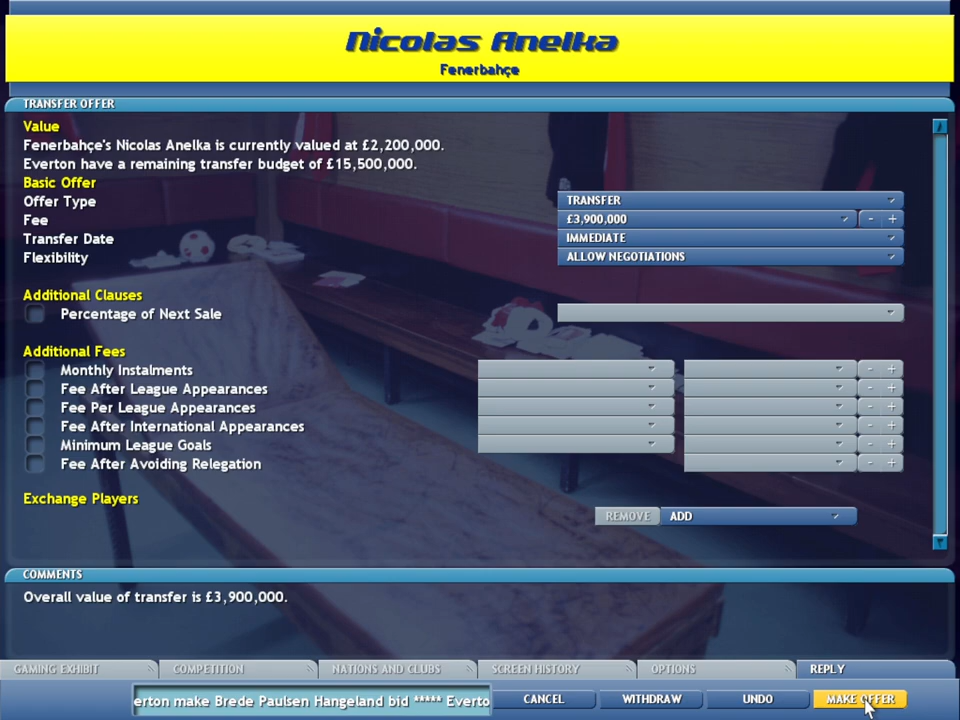 Nicolas Anelka
Fenerbahçe
TRANSFER OFFER
Value
Fenerbahçe's Nicolas Anelka is currently valued at £2,200,000.
Everton have a remaining transfer budget of £15,500,000.
Basic Offer
Offer Type TRANSFER
Fee £3,900,000 - +
Transfer Date IMMEDIATE
Flexibility ALLOW NEGOTIATIONS
Additional Clauses
Percentage of Next Sale
Additional Fees
Monthly Instalments - +
Fee After League Appearances - +
Fee Per League Appearances - +
Fee After International Appearances - +
Minimum League Goals - +
Fee After Avoiding Relegation - +
Exchange Players
REMOVE ADD
COMMENTS
Overall value of transfer is £3,900,000.
GAMING EXHIBIT COMPETITION NATIONS AND CLUBS SCREEN HISTORY OPTIONS REPLY
erton make Brede Paulsen Hangeland bid ***** Everto CANCEL WITHDRAW UNDO MAKE OFFER